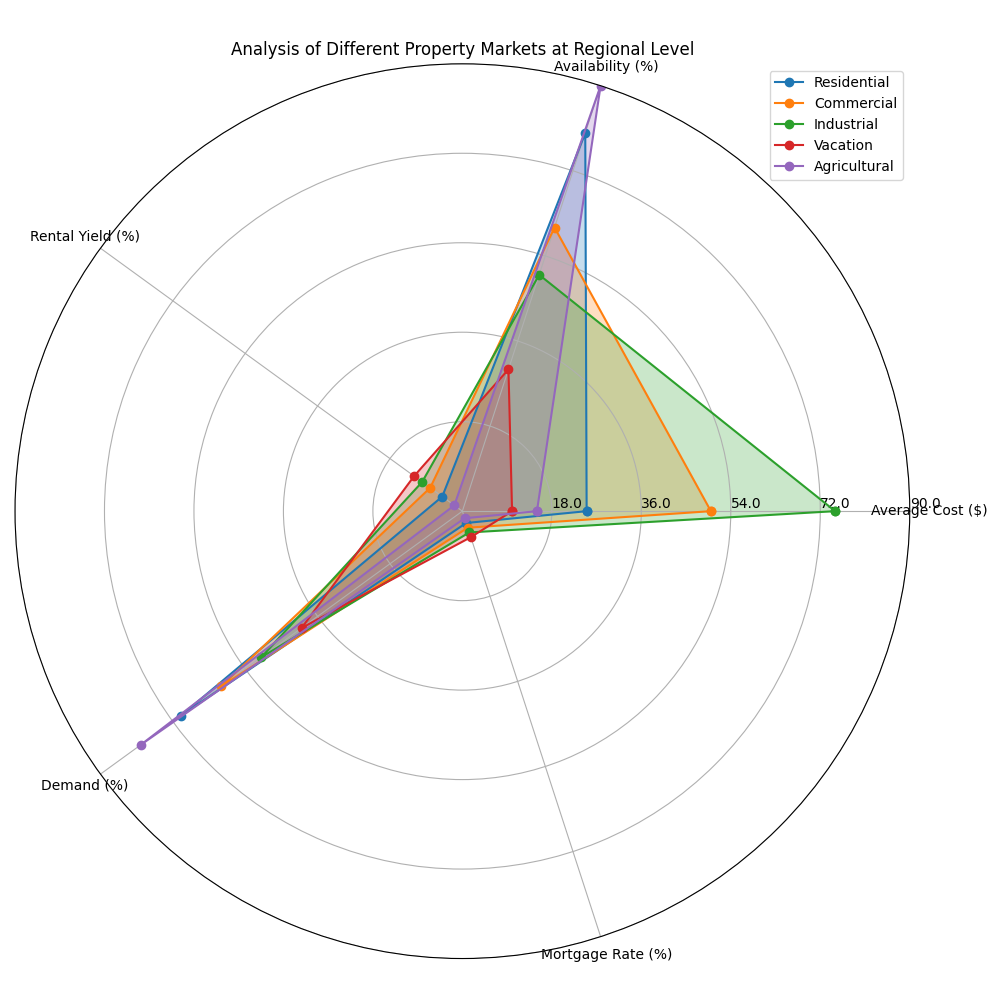 Analysis of Different Property Markets at Regional Level
Availability (%)
Residential
Commercial
Industrial
Vacation
Agricultural
Rental Yield (%)
18.0
36.0
54.0
72.0
90.0
Average Cost ($)
Demand (%)
Mortgage Rate (%)